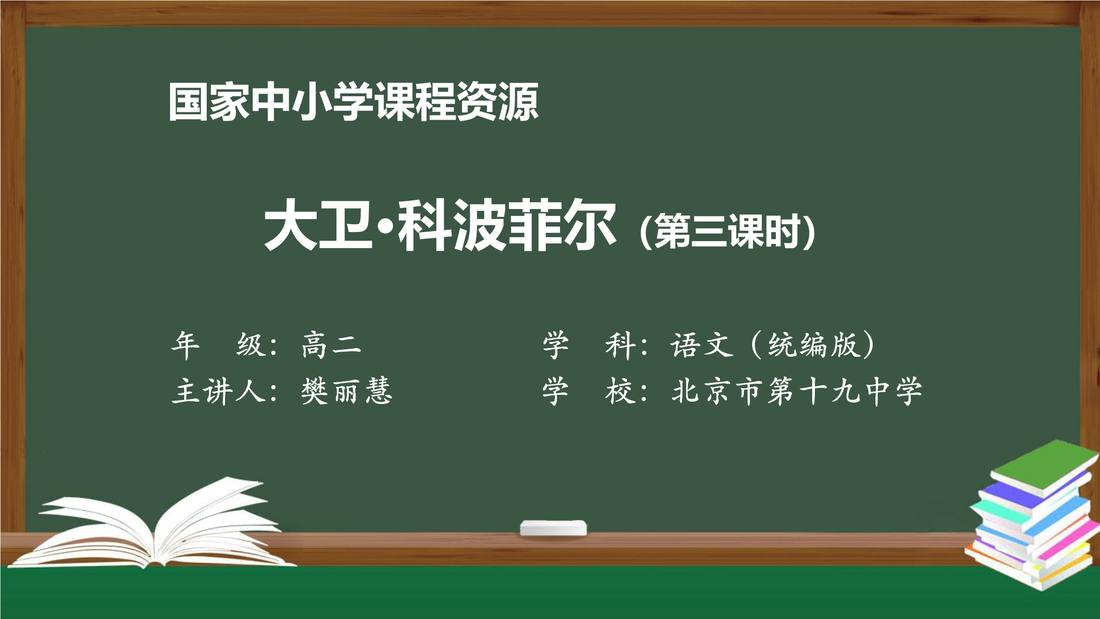 国家中小学课程资源
大卫·科波菲尔（第三课时）
年 级：高二 学 科：语文（统编版）
主讲人：樊丽慧 学 校：北京市第十九中学